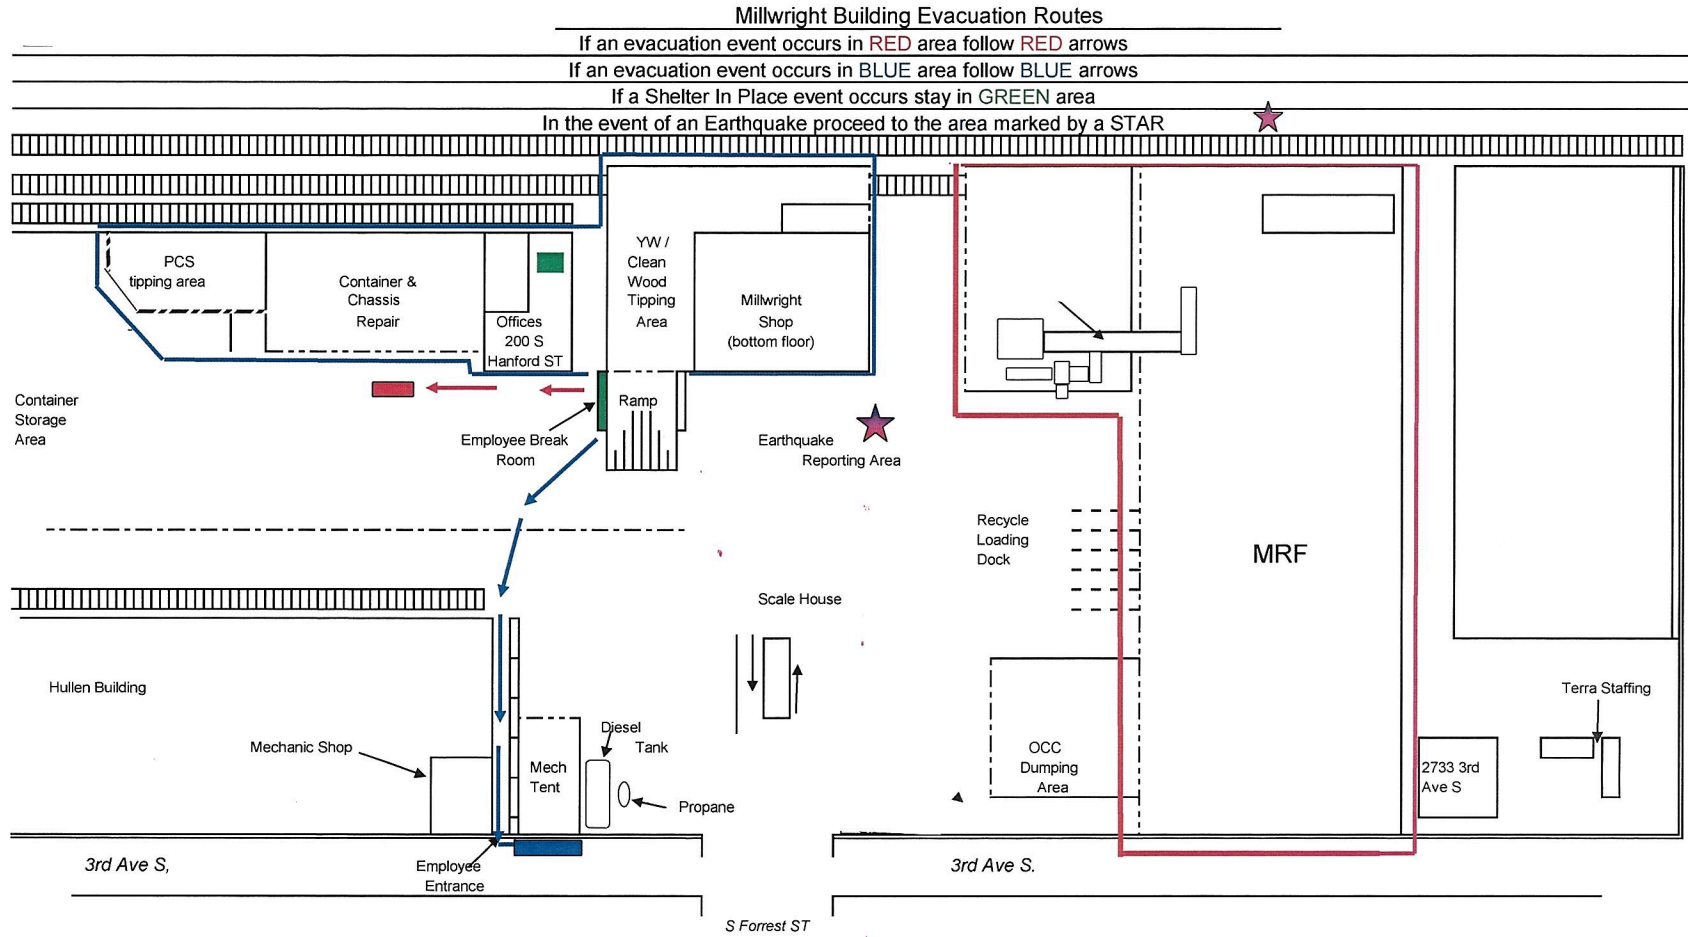 Millwright Building Evacuation Routes
If an evacuation event occurs in RED area follow RED arrows
If an evacuation event occurs in BLUE area follow BLUE arrows
If a Shelter In Place event occurs stay in GREEN area
In the event of an Earthquake proceed to the area marked by a STAR
PCS
tipping area
Container &
Chassis
Repair
Offices
200 S
Hanford ST
YW /
Clean
Wood
Tipping
Area
Millwright
Shop
(bottom floor)
Container
Storage
Area
Ramp
Employee Break
Room
Earthquake
Reporting Area
Recycle
Loading
Dock
MRF
Scale House
Hullen Building
Mechanic Shop
Mech
Tent
Diesel
Tank
Propane
OCC
Dumping
Area
Terra Staffing
2733 3rd
Ave S
Employee
Entrance
3rd Ave S,
3rd Ave S.
S Forrest ST